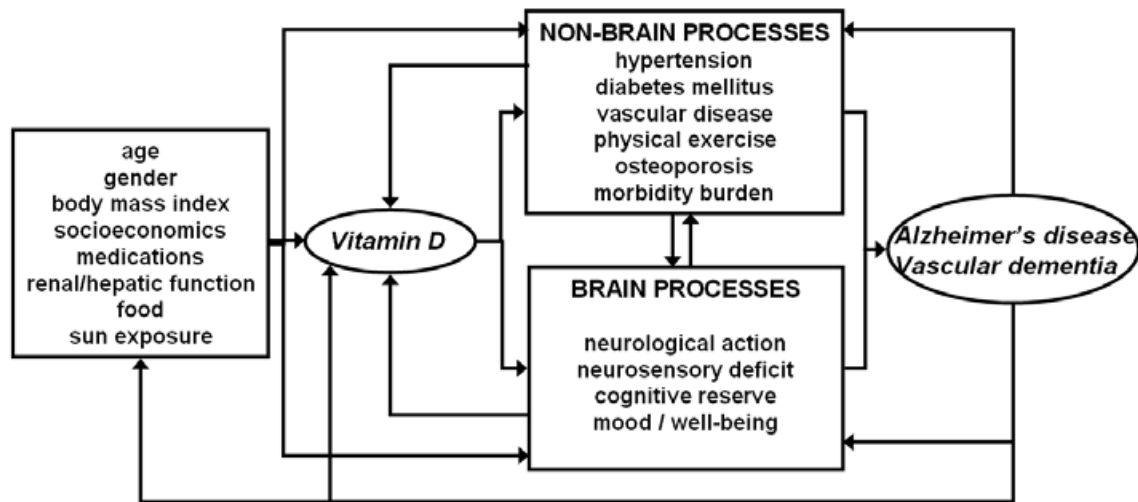 age
gender
body mass index
socioeconomics
medications
renal/hepatic function
food
sun exposure
Vitamin D
NON-BRAIN PROCESSES
hypertension
diabetes mellitus
vascular disease
physical exercise
osteoporosis
morbidity burden
BRAIN PROCESSES
neurological action
neurosensory deficit
cognitive reserve
mood / well-being
Alzheimer's disease
Vascular dementia